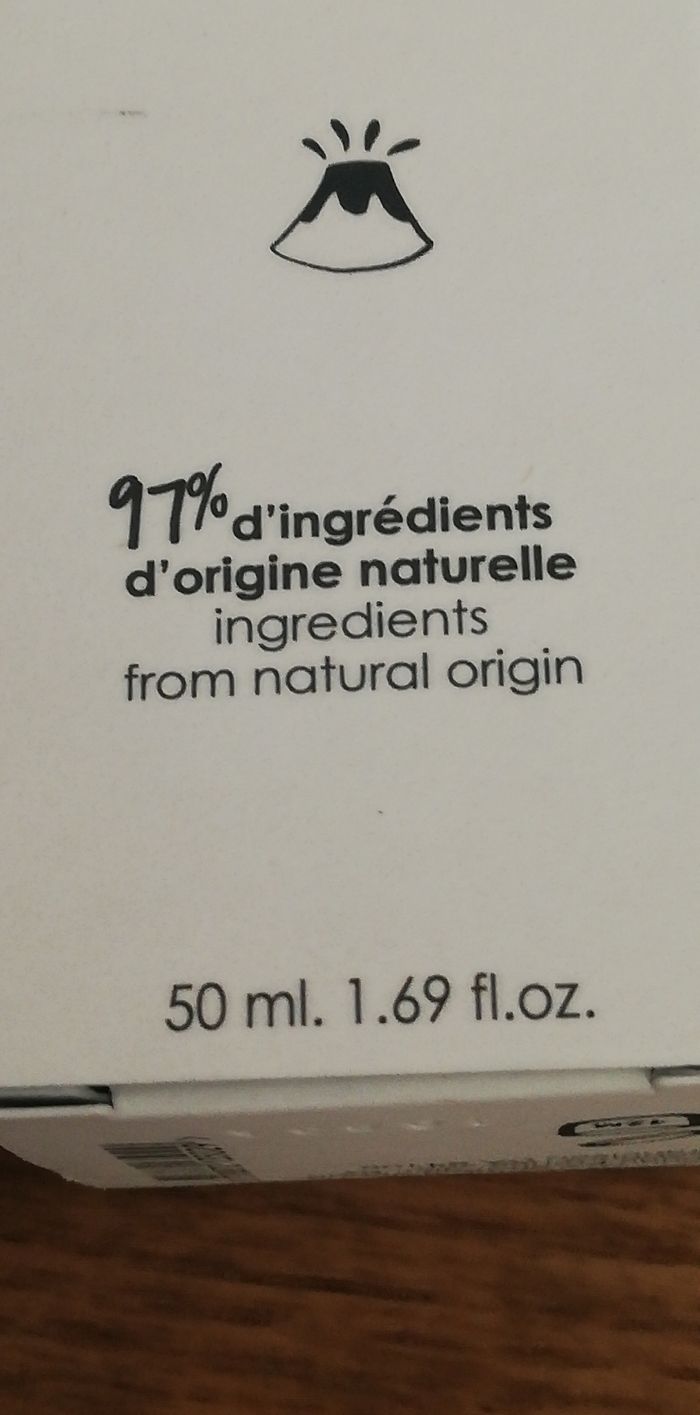 97% d'ingrédients
d'origine naturelle
ingredients
from natural origin
50 ml. 1.69 fl.oz.